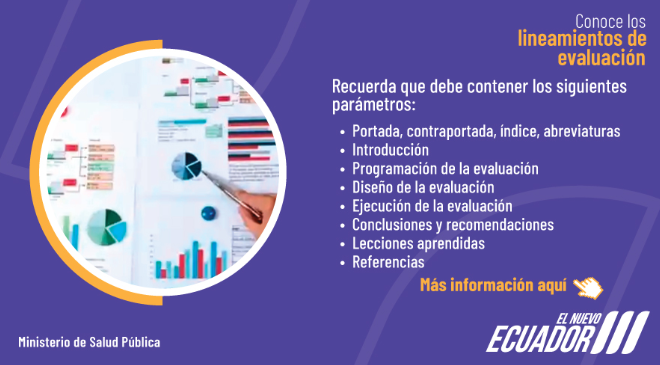 Conoce los
lineamientos de
evaluación
Recuerda que debe contener los siguientes
parámetros:
• Portada, contraportada, índice, abreviaturas
• Introducción
• Programación de la evaluación
• Diseño de la evaluación
• Ejecución de la evaluación
• Conclusiones y recomendaciones
• Lecciones aprendidas
• Referencias
Más información aquí
EL NUEVO
ECUADOR
Ministerio de Salud Pública